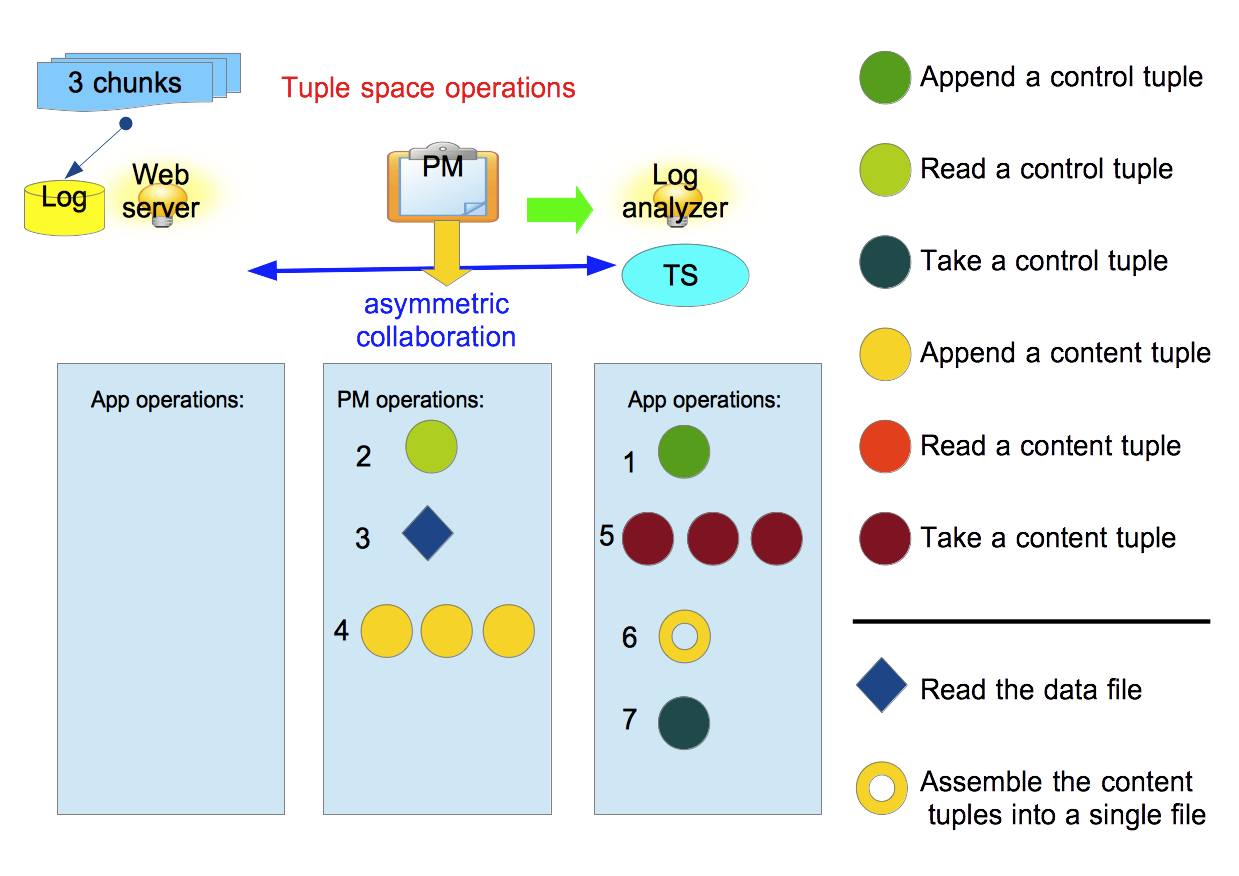 3 chunks
Tuple space operations
Log
Web
server
PM
Log
analyzer
TS
asymmetric
collaboration
App operations:
PM operations:
2
3
4
App operations:
1
5
6
7
Append a control tuple
Read a control tuple
Take a control tuple
Append a content tuple
Read a content tuple
Take a content tuple
Read the data file
Assemble the content
tuples into a single file